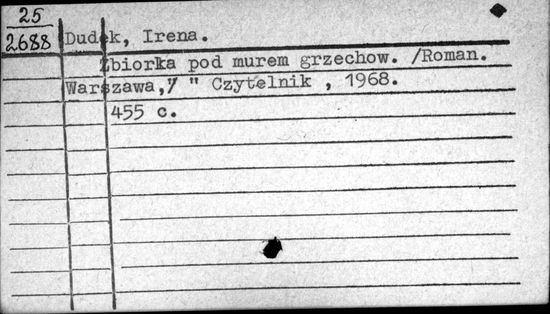 25
2688
Dudek, Irena.
Zbiorka pod murem grzechow. /Roman.
Warszawa,"/ " Czytelnik , 1968.
455 c.